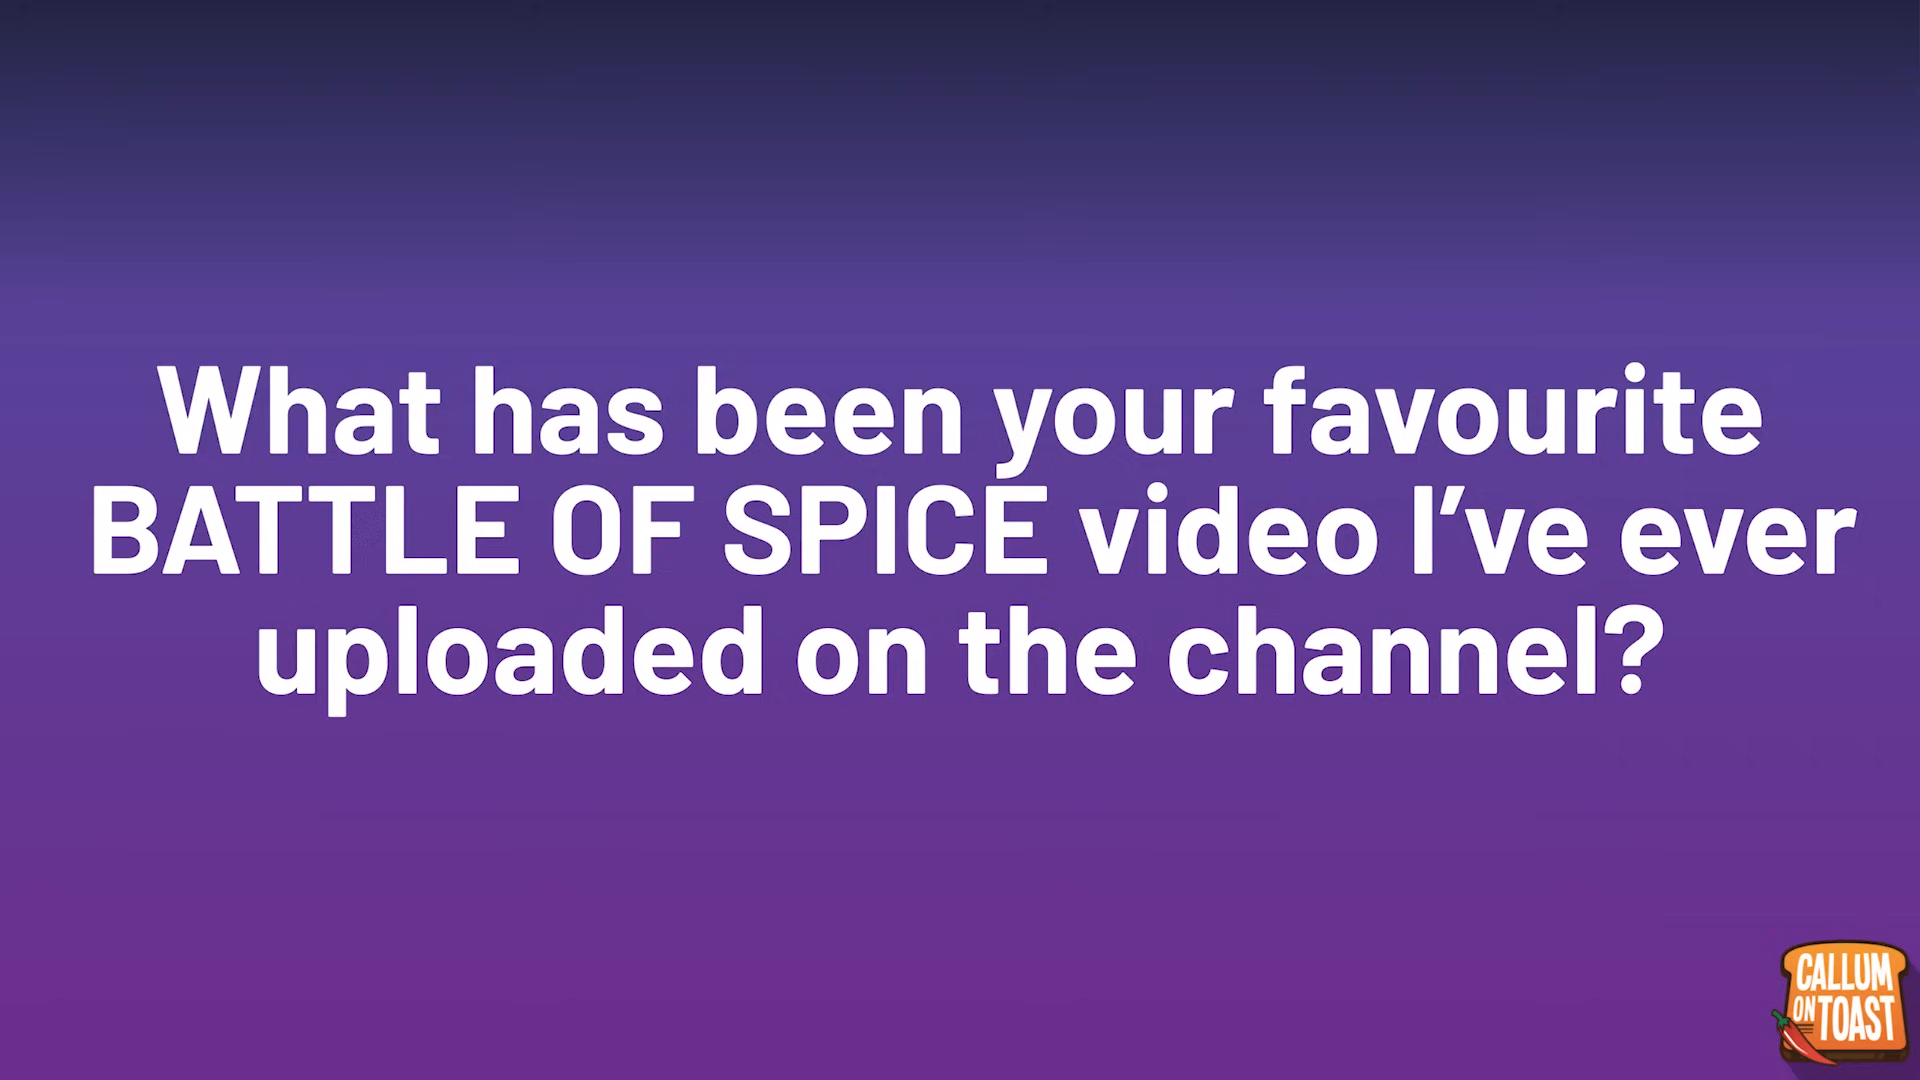 What has been your favourite
BATTLE OF SPICE video I’ve ever
uploaded on the channel?
CALLUM
ON TOAST